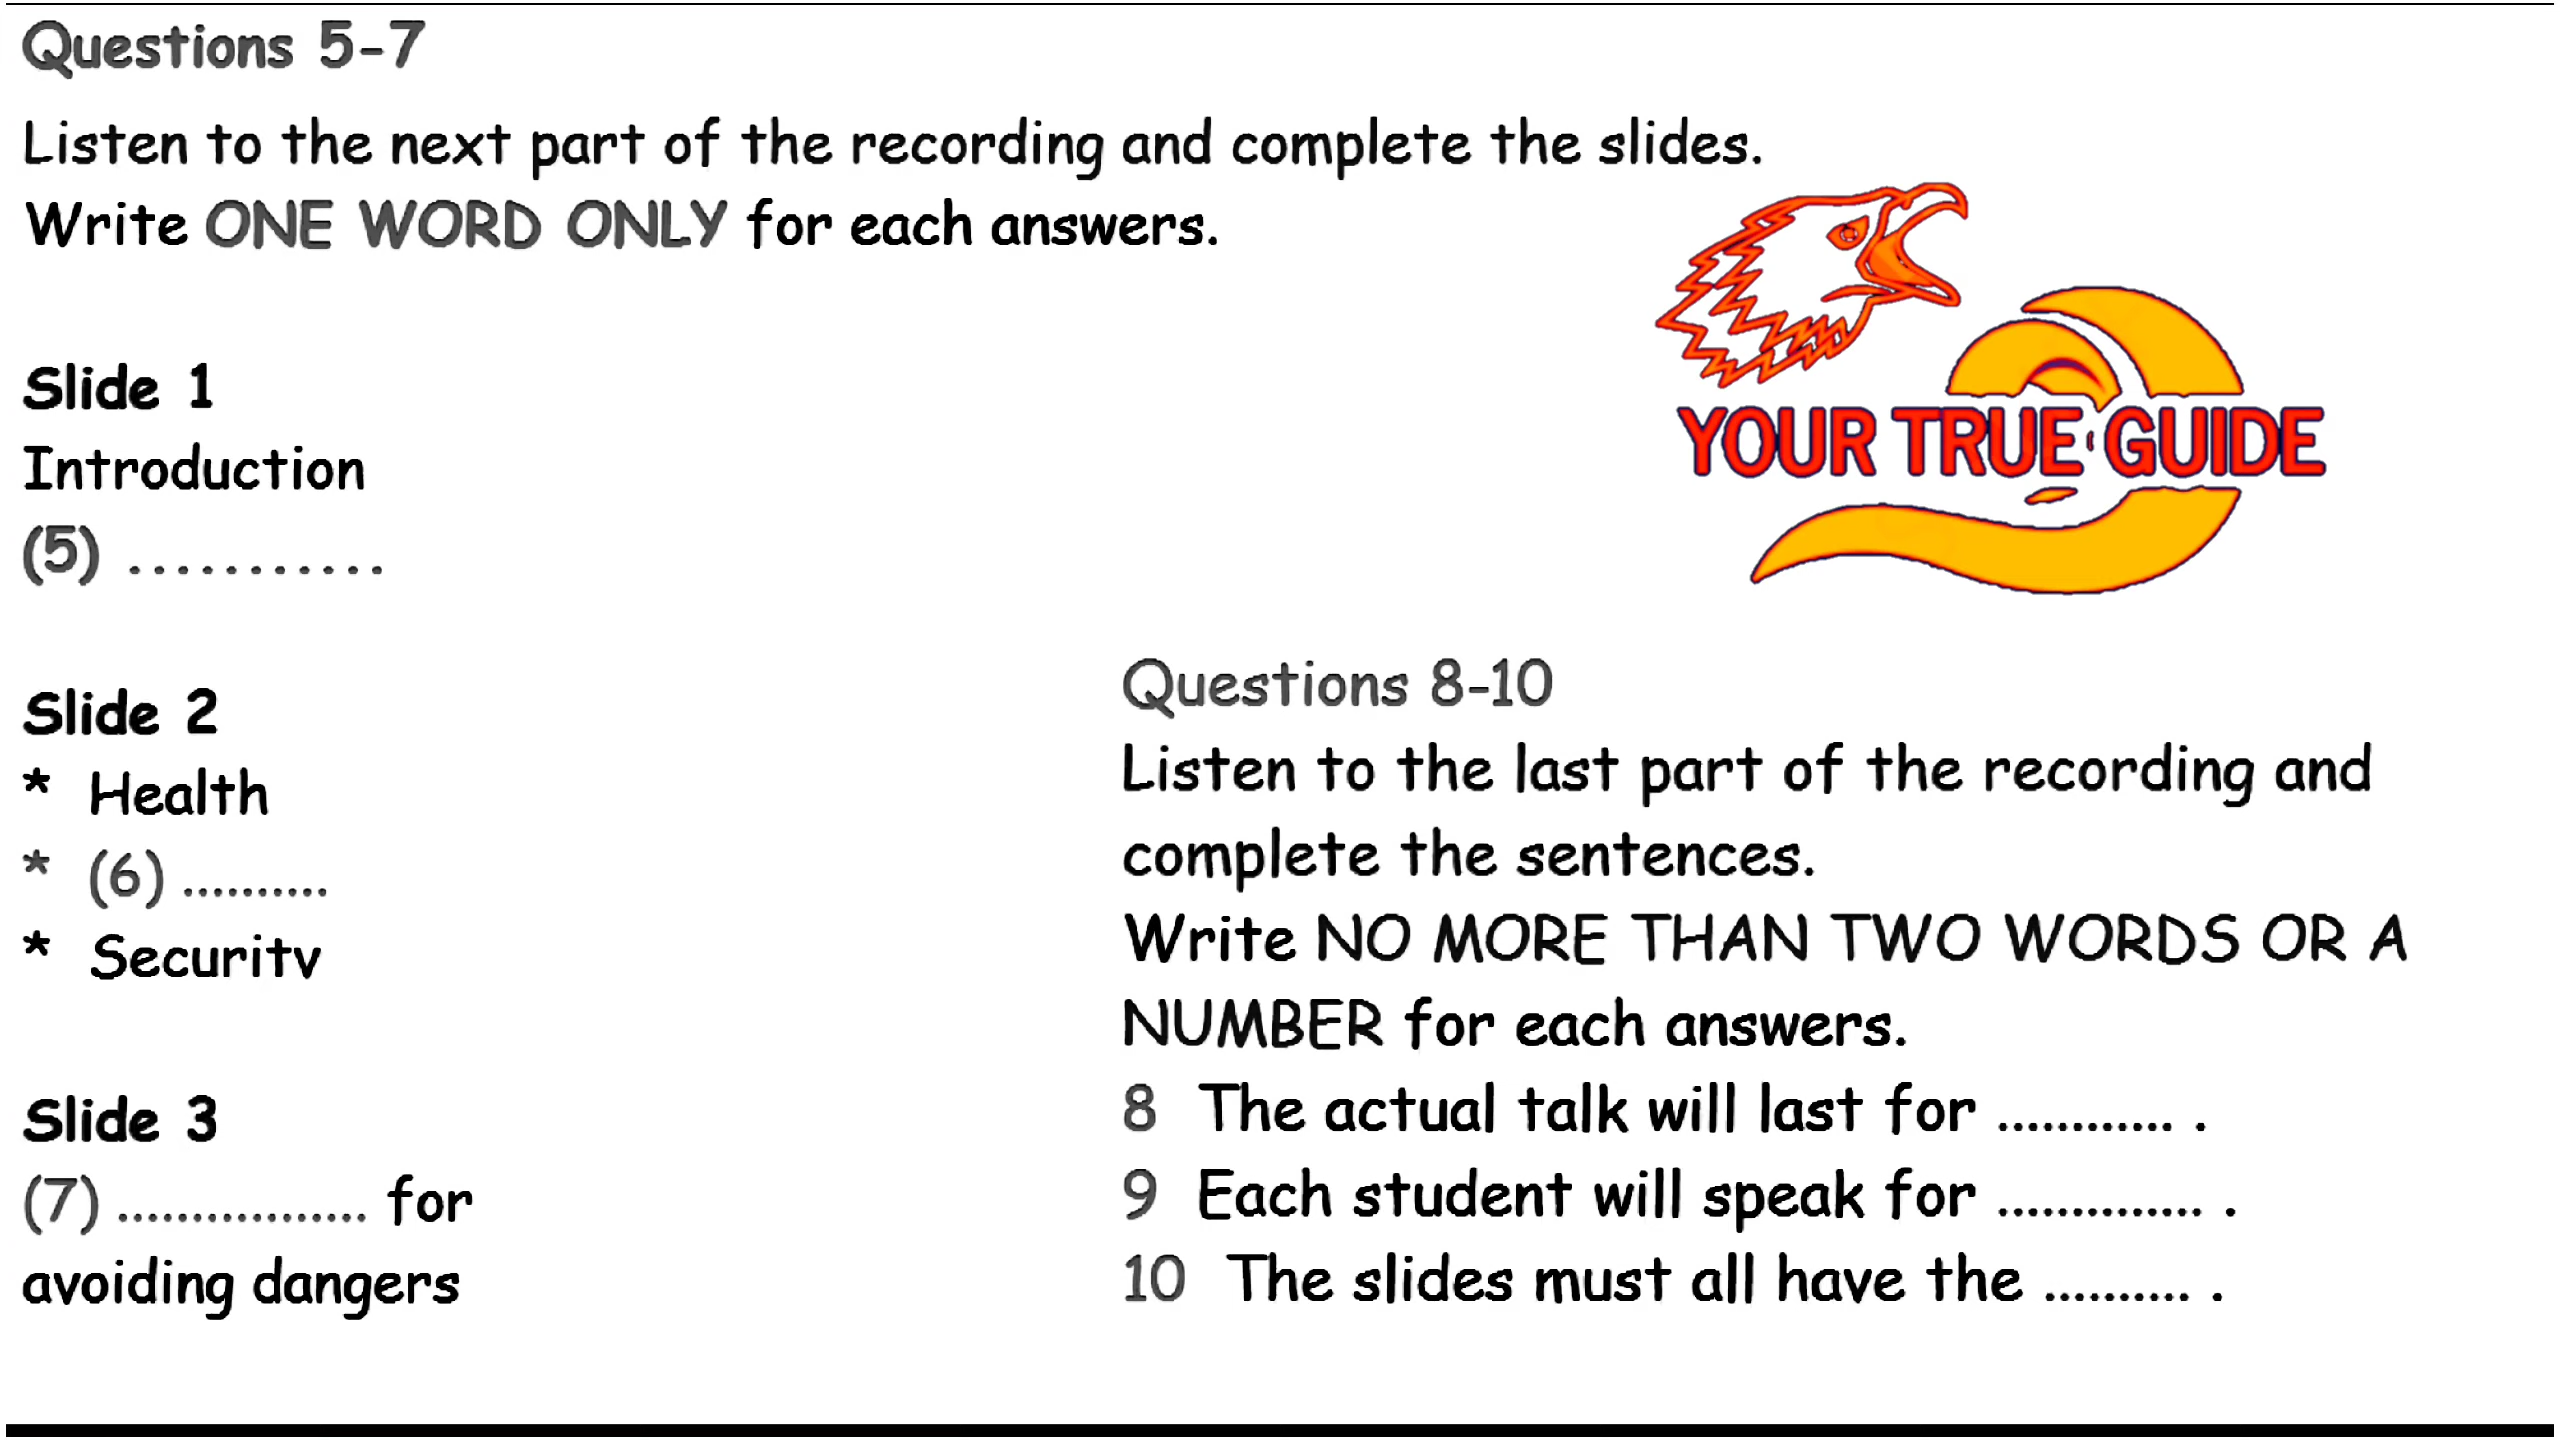 Questions 5-7
Listen to the next part of the recording and complete the slides.
Write ONE WORD ONLY for each answers.
YOUR TRUE GUIDE
Slide 1
Introduction
(5) ...........
Slide 2
* Health
* (6) ..........
* Security
Slide 3
(7) ................. for
avoiding dangers
Questions 8-10
Listen to the last part of the recording and
complete the sentences.
Write NO MORE THAN TWO WORDS OR A
NUMBER for each answers.
8 The actual talk will last for ............ .
9 Each student will speak for .............. .
10 The slides must all have the .......... .